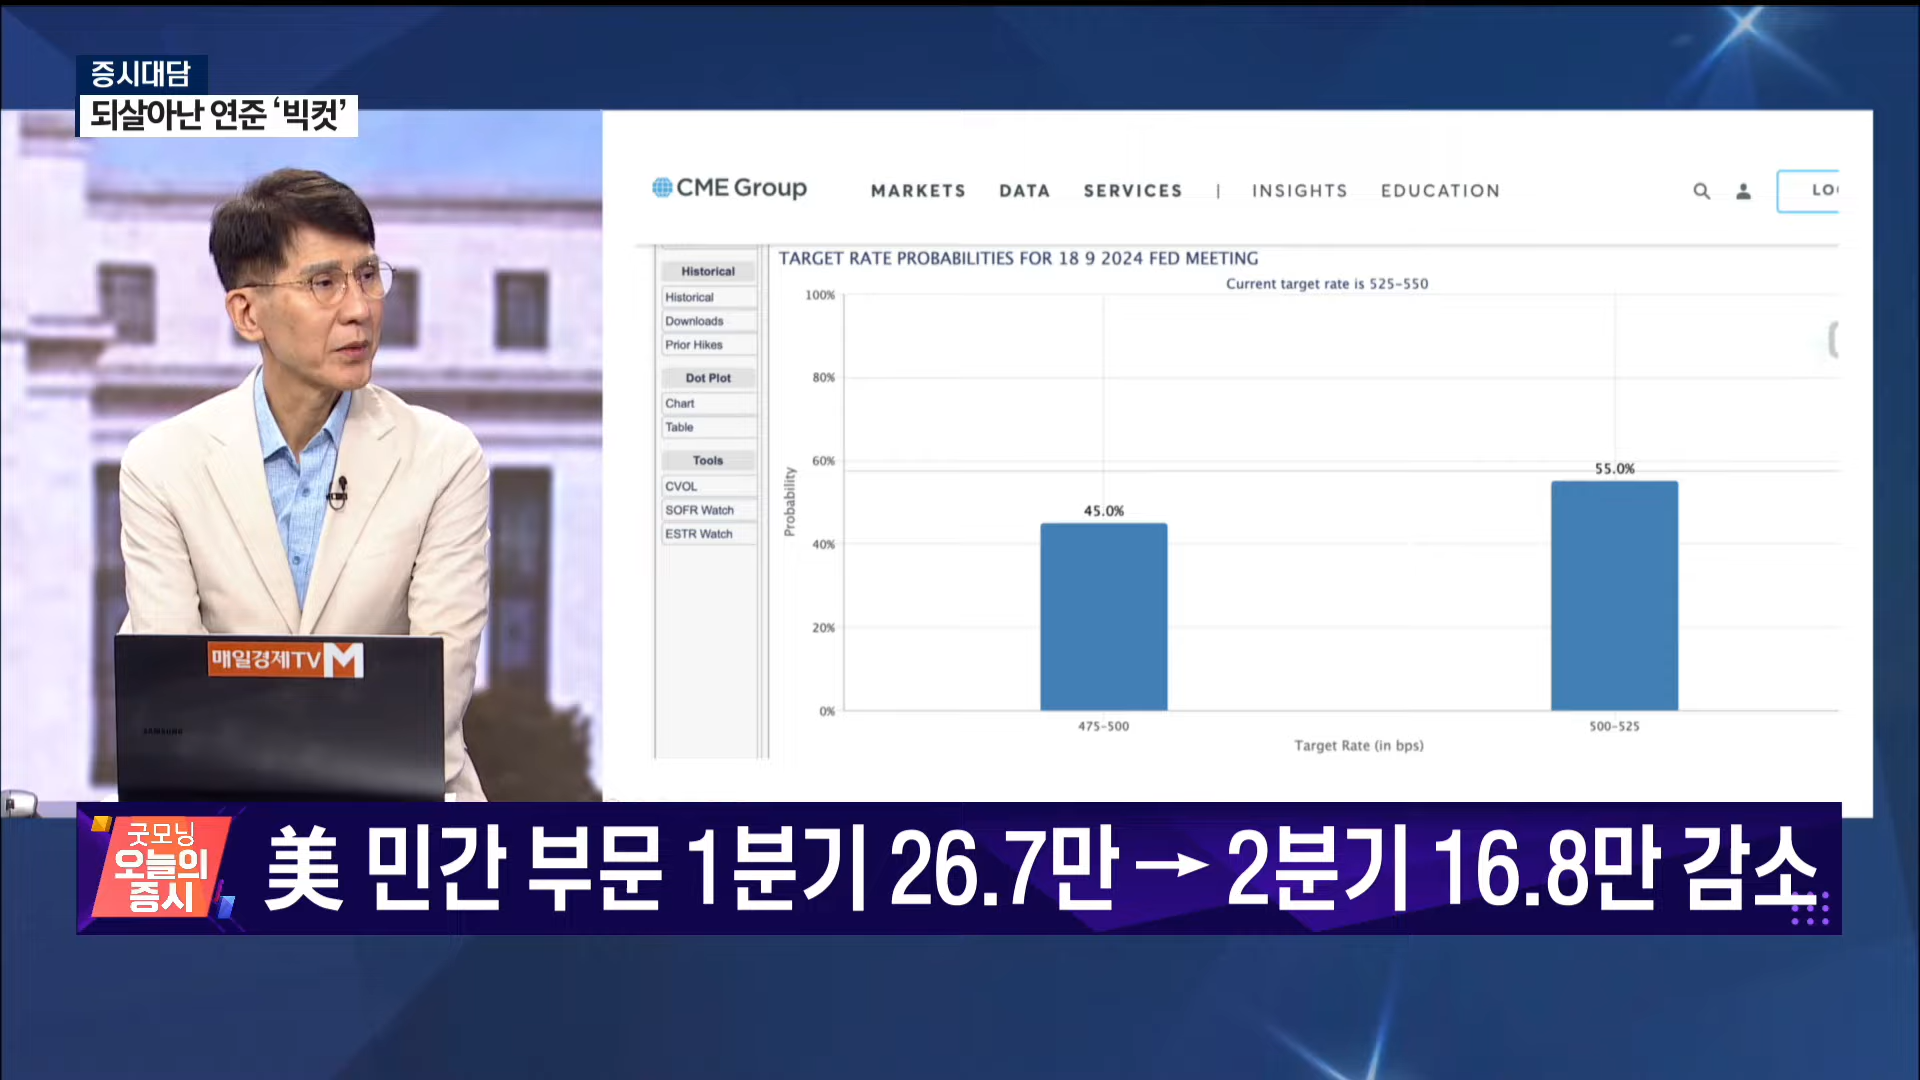 증시대담
되살아난 연준 ‘빅컷’
CME Group
MARKETS DATA SERVICES | INSIGHTS EDUCATION
TARGET RATE PROBABILITIES FOR 18 9 2024 FED MEETING
Current target rate is 525-550
Historical
Historical
Downloads
Prior Hikes
Dot Plot
Chart
Table
Tools
CVOL
SOFR Watch
ESTR Watch
Probability
100%
80%
60%
40%
20%
0%
45.0%
55.0%
475-500
500-525
Target Rate (in bps)
매일경제TV M
SAMSUNG
굿모닝
오늘의
증시
美 민간 부문 1분기 26.7만→ 2분기 16.8만 감소